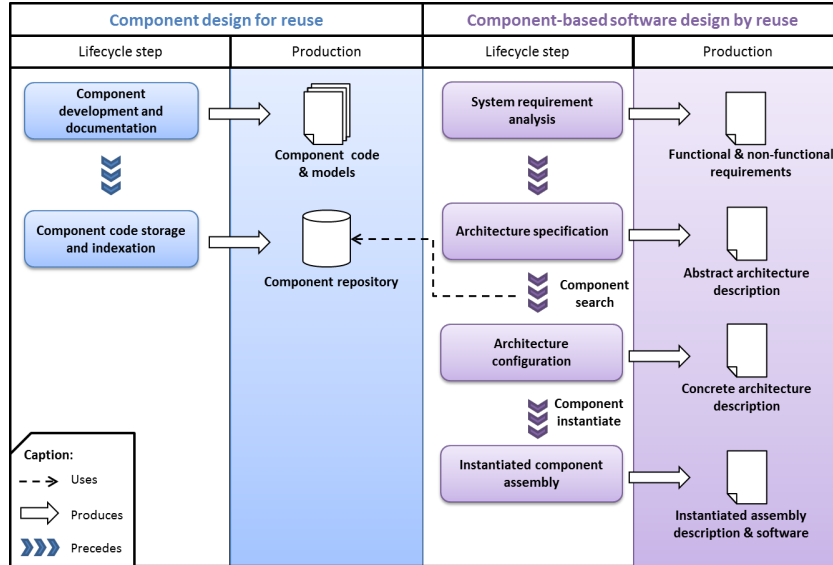 Component design for reuse
Component-based software design by reuse
Lifecycle step
Production
Lifecycle step
Production
Component
development and
documentation
Component code
& models
Component code storage
and indexation
Component repository
System requirement
analysis
Functional & non-functional
requirements
Architecture specification
Abstract architecture
description
Component
search
Architecture
configuration
Concrete architecture
description
Component
instantiate
Instantiated component
assembly
Instantiated assembly
description & software
Caption:
Uses
Produces
Precedes